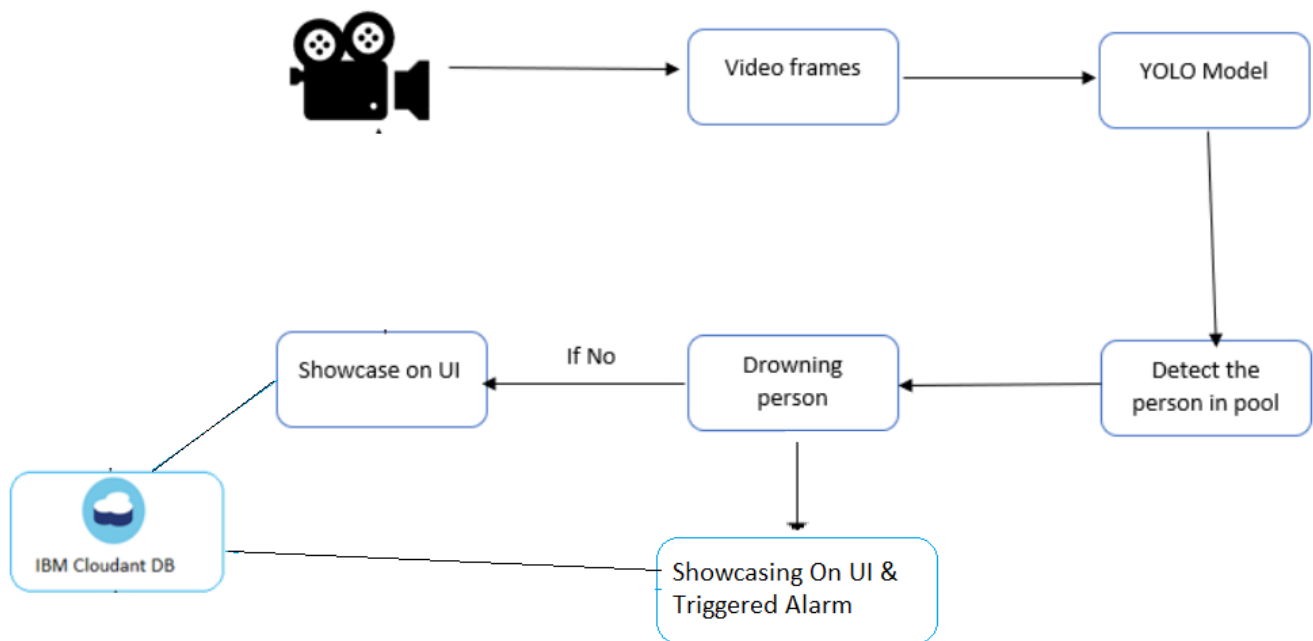 Video frames
YOLO Model
Showcase on UI
If No
Drowning
person
Detect the
person in pool
IBM Cloudant DB
Showcasing On UI &
Triggered Alarm